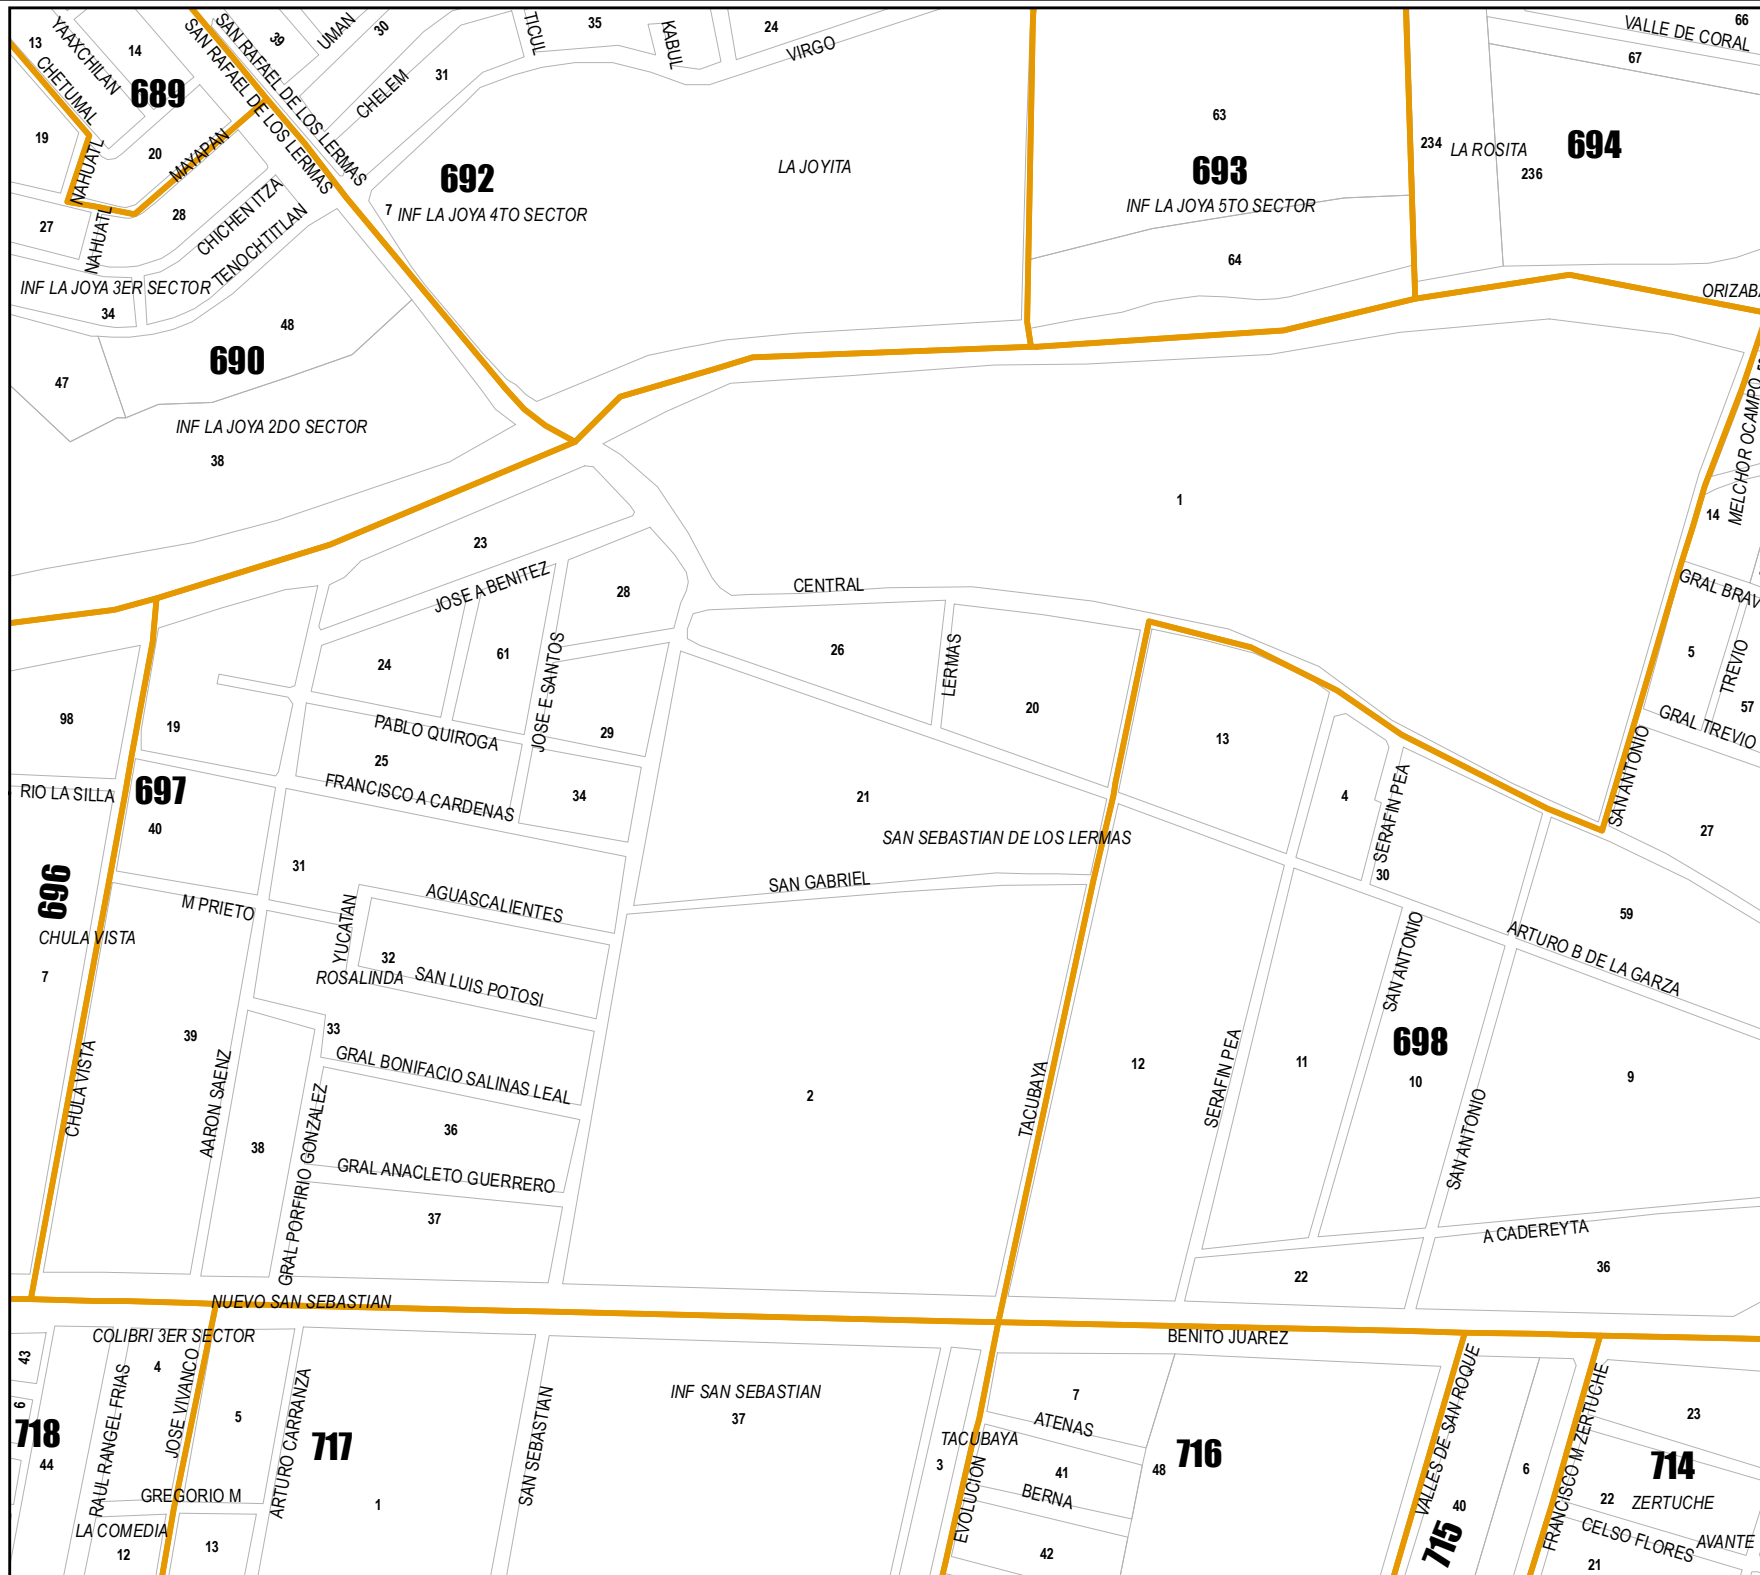 13
YAAXCHILAN
14
SAN RAFAEL DE LOS LERMAS
SAN RAFAEL DE LOS LERMAS
39
UMAN
30
TICUL
35
KABUL
24
VIRGO
VALLE DE CORAL
66
67
CHETUMAL
689
CHELEM
31
63
19
20
MAYAPAN
692
LA JOYITA
693
234
LA ROSITA
694
236
NAHUATL
7
INF LA JOYA 4TO SECTOR
INF LA JOYA 5TO SECTOR
27
28
CHICHEN ITZA
NAHUATL
TENOCHTITLAN
64
INF LA JOYA 3ER SECTOR
34
48
690
47
INF LA JOYA 2DO SECTOR
38
MELCHOR OCAMPO
1
14
23
JOSE A BENITEZ
28
CENTRAL
24
61
JOSE E SANTOS
26
LERMAS
20
5
TREVIO
57
GRAL TREVIO
98
19
PABLO QUIROGA
29
13
25
SAN ANTONIO
RIO LA SILLA
697
FRANCISCO A CARDENAS
34
21
4
SERAFIN PEA
40
SAN SEBASTIAN DE LOS LERMAS
27
31
696
M PRIETO
YUCATAN
AGUASCALIENTES
SAN GABRIEL
30
59
CHULA VISTA
7
32
ROSALINDA
SAN LUIS POTOSI
SAN ANTONIO
ARTURO B DE LA GARZA
39
33
698
CHULA VISTA
AARON SAENZ
GRAL BONIFACIO SALINAS LEAL
2
TACUBAYA
12
SERAFIN PEA
11
10
9
38
GRAL PORFIRIO GONZALEZ
36
GRAL ANACLETO GUERRERO
SAN ANTONIO
37
A CADEREYTA
22
36
NUEVO SAN SEBASTIAN
COLIBRI 3ER SECTOR
BENITO JUAREZ
43
4
JOSE VIVANCO
6
RAUL RANGEL FRIAS
5
ARTURO CARRANZA
SAN SEBASTIAN
INF SAN SEBASTIAN
37
7
ATENAS
VALLES DE SAN ROQUE
FRANCISCO M ZERTUCHE
23
718
717
TACUBAYA
716
714
44
3
EVOLUCION
41
48
6
GREGORIO M
BERNA
1
40
22
ZERTUCHE
LA COMEDIA
12
13
42
715
CELSO FLORES
AVANTE
21